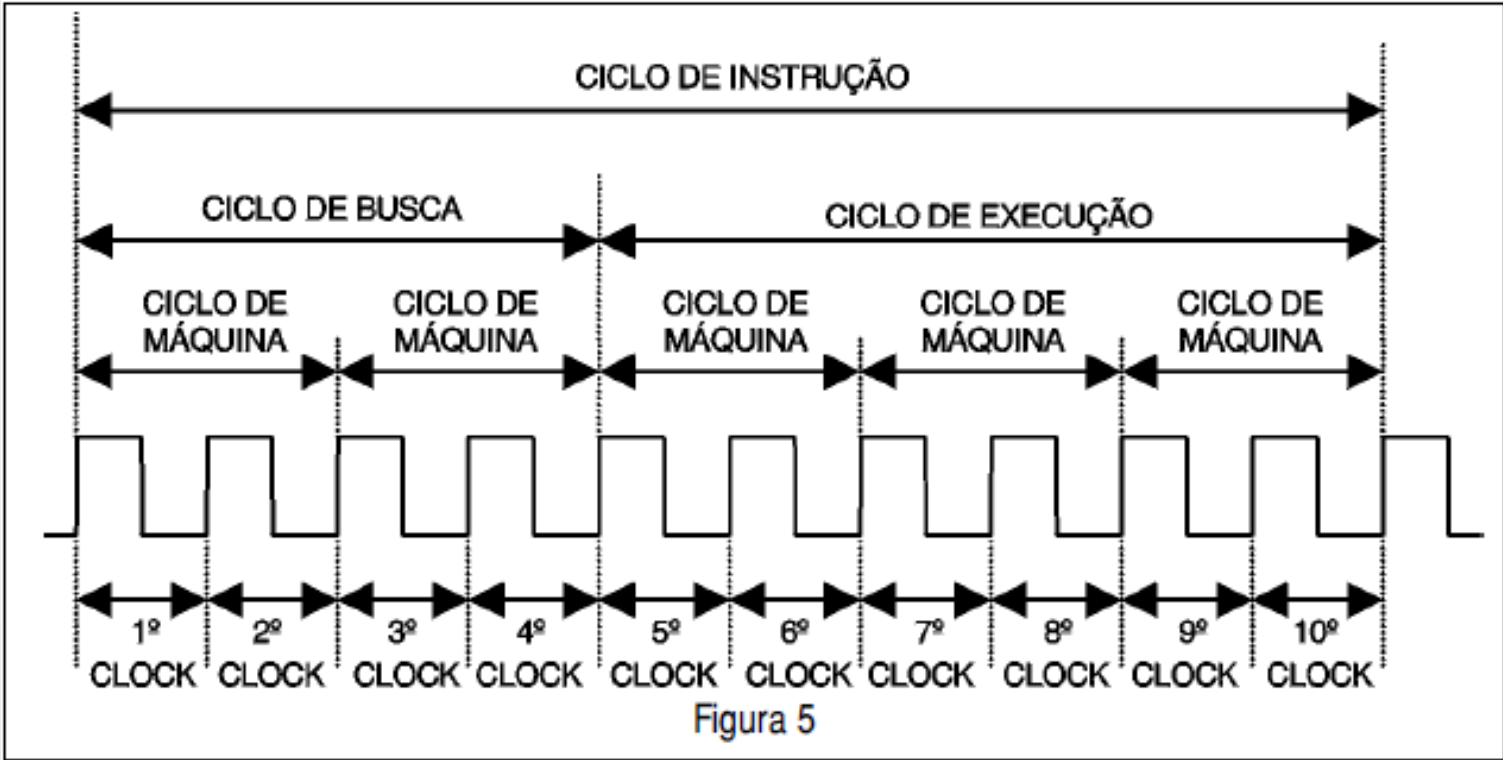 CICLO DE INSTRUÇÃO
CICLO DE BUSCA
CICLO DE EXECUÇÃO
CICLO DE
MÁQUINA
CICLO DE
MÁQUINA
CICLO DE
MÁQUINA
CICLO DE
MÁQUINA
CICLO DE
MÁQUINA
1º
CLOCK
2º
CLOCK
3º
CLOCK
4º
CLOCK
5º
CLOCK
6º
CLOCK
7º
CLOCK
8º
CLOCK
9º
CLOCK
10º
CLOCK
Figura 5